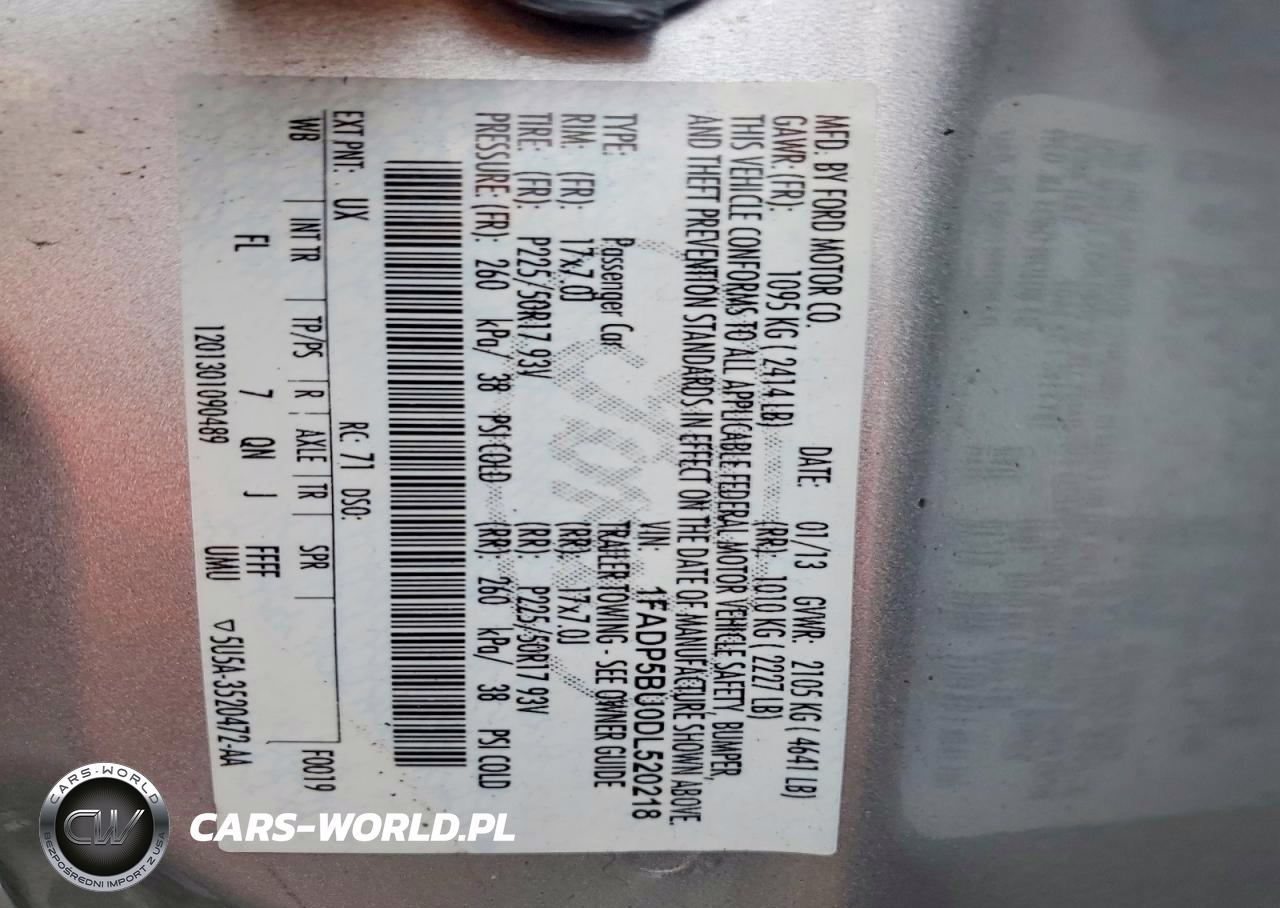 MFD. BY FORD MOTOR CO.
DATE: 01/13 GVWR: 2105 KG ( 4641 LB)
GAWR: (FR): 1095 KG ( 2414 LB) (RR): 1010 KG ( 2227 LB)
THIS VEHICLE CONFORMS TO ALL APPLICABLE FEDERAL MOTOR VEHICLE SAFETY, BUMPER,
AND THEFT PREVENTION STANDARDS IN EFFECT ON THE DATE OF MANUFACTURE SHOWN ABOVE.
VIN: 1FADP5BU0DL520218
TYPE: Passenger Car TRAILER TOWING - SEE OWNER GUIDE
RIM: (FR): 17x7.0J (RR): 17x7.0J
TIRE: (FR): P225/50R17 93V (RR): P225/50R17 93V
PRESSURE: (FR): 260 kPa/ 38 PSI COLD (RR): 260 kPa/ 38 PSI COLD
EXT PNT: UX RC: 71 DSO: F0019
WB | INT TR | TP/PS | R | AXLE | TR | SPR |
FL 7 QN J FFF
1201301090489 UMU ▽5U5A-3520472-AA
CARS-WORLD
CW
BEZPOŚREDNI IMPORT Z USA
CARS-WORLD.PL